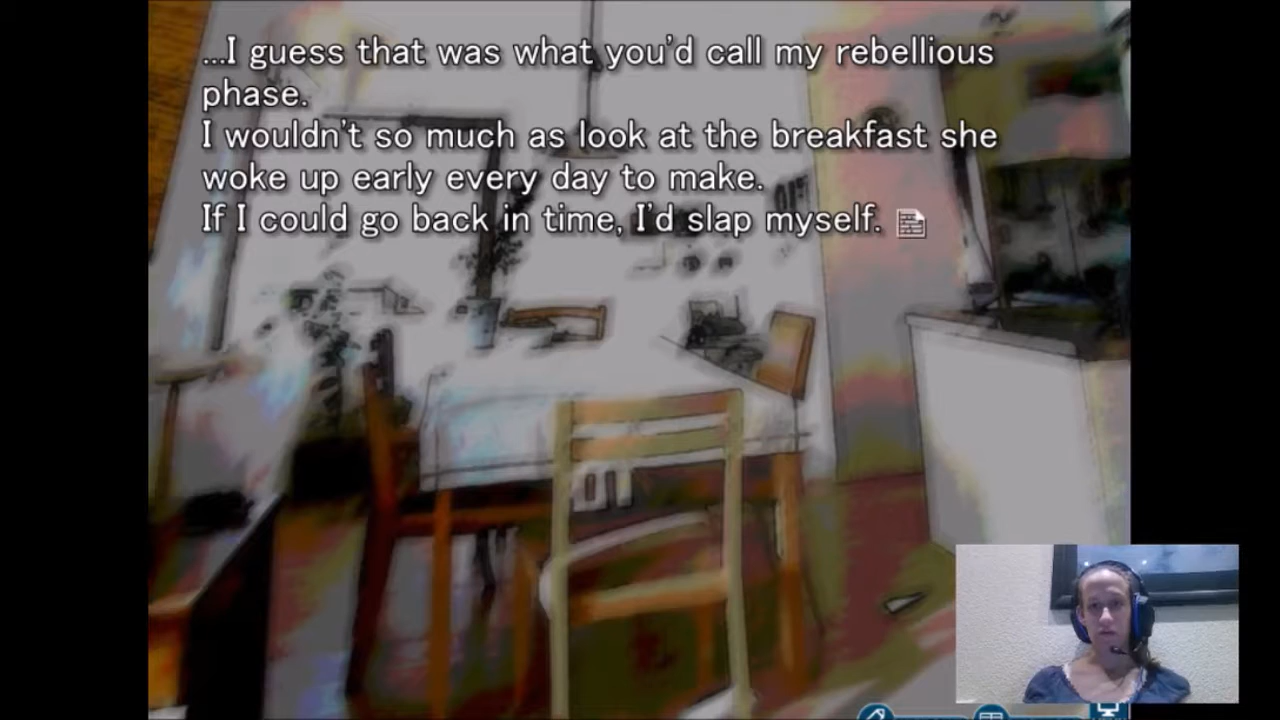 ...I guess that was what you'd call my rebellious
phase.
I wouldn't so much as look at the breakfast she
woke up early every day to make.
If I could go back in time, I'd slap myself.